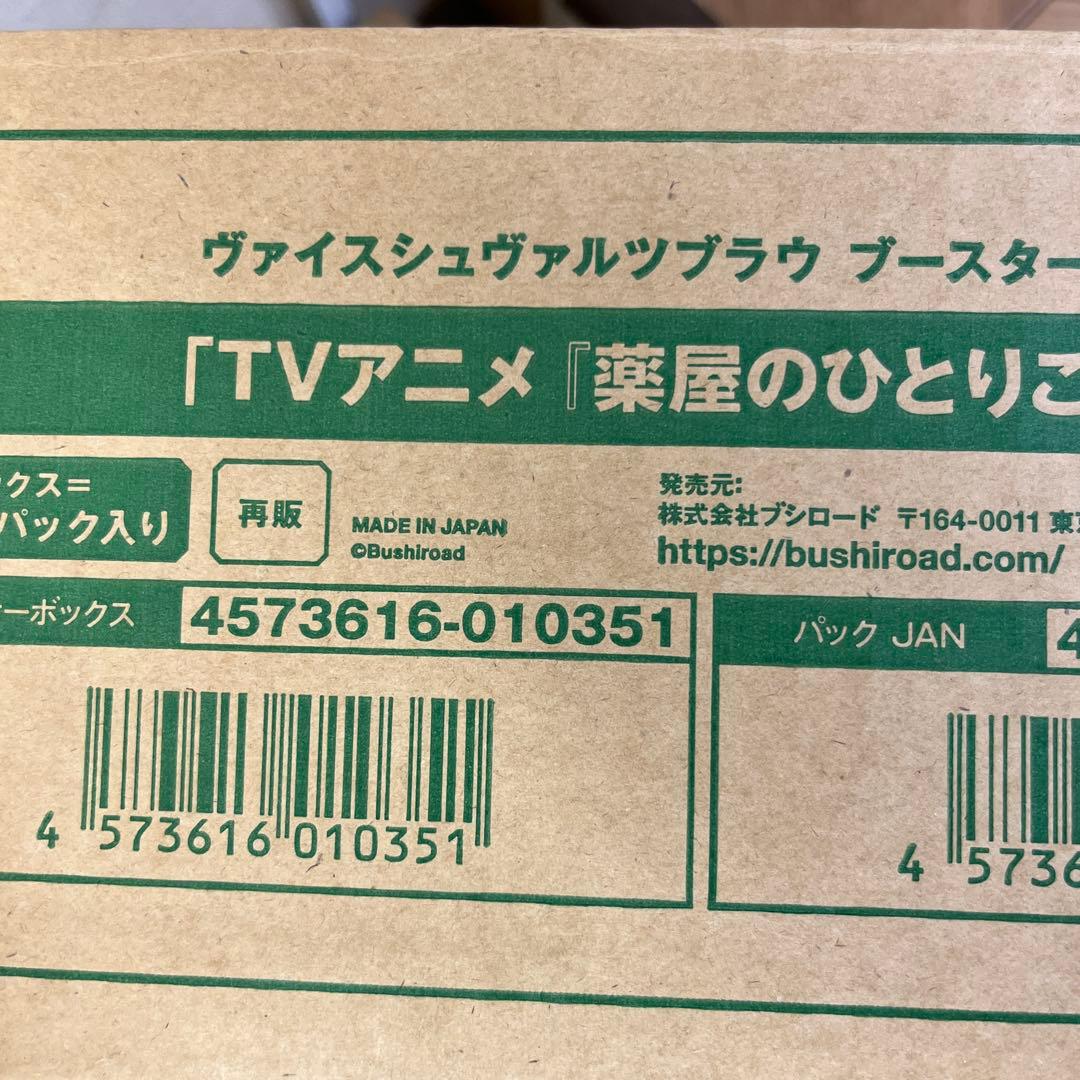 ヴァイスシュヴァルツブラウ ブースター
「TVアニメ『薬屋のひとりご
ックス＝
パック入り
再販
MADE IN JAPAN
©Bushiroad
発売元:
株式会社ブシロード 〒164-0011 東京
https://bushiroad.com/
ーボックス
4573616-010351
パック JAN
4
4 573616 010351
4 5736